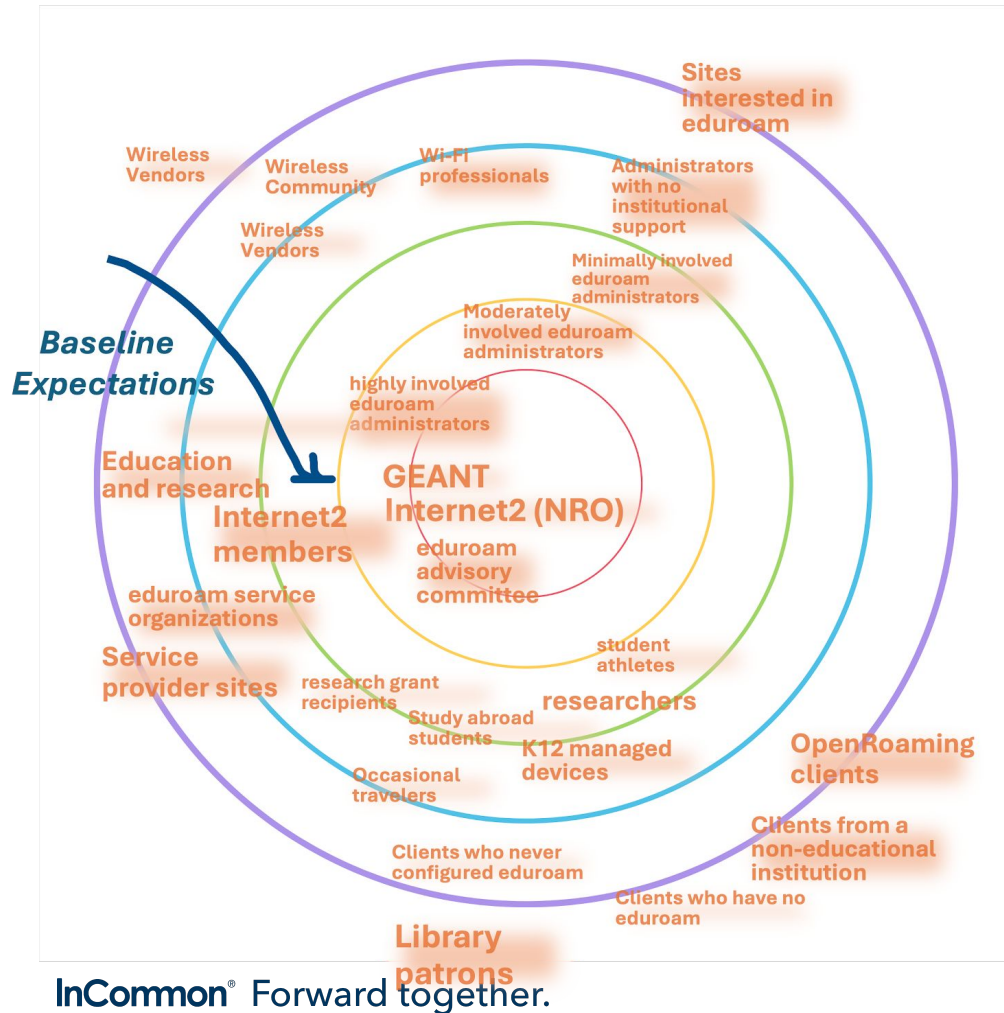 Sites
interested in
eduroam
Wireless
Vendors
Wireless
Community
Wi-Fi
professionals
Administrators
with no
institutional
support
Wireless
Vendors
Minimally involved
eduroam
administrators
Moderately
involved eduroam
administrators
Baseline
Expectations
highly involved
eduroam
administrators
Education
and research
GEANT
Internet2 (NRO)
Internet2
members
eduroam
advisory
committee
eduroam service
organizations
Service
provider sites
student
athletes
research grant
recipients
researchers
Study abroad
students
K12 managed
devices
OpenRoaming
clients
Occasional
travelers
Clients from a
non-educational
institution
Clients who never
configured eduroam
Clients who have no
eduroam
Library
patrons
InCommon® Forward together.